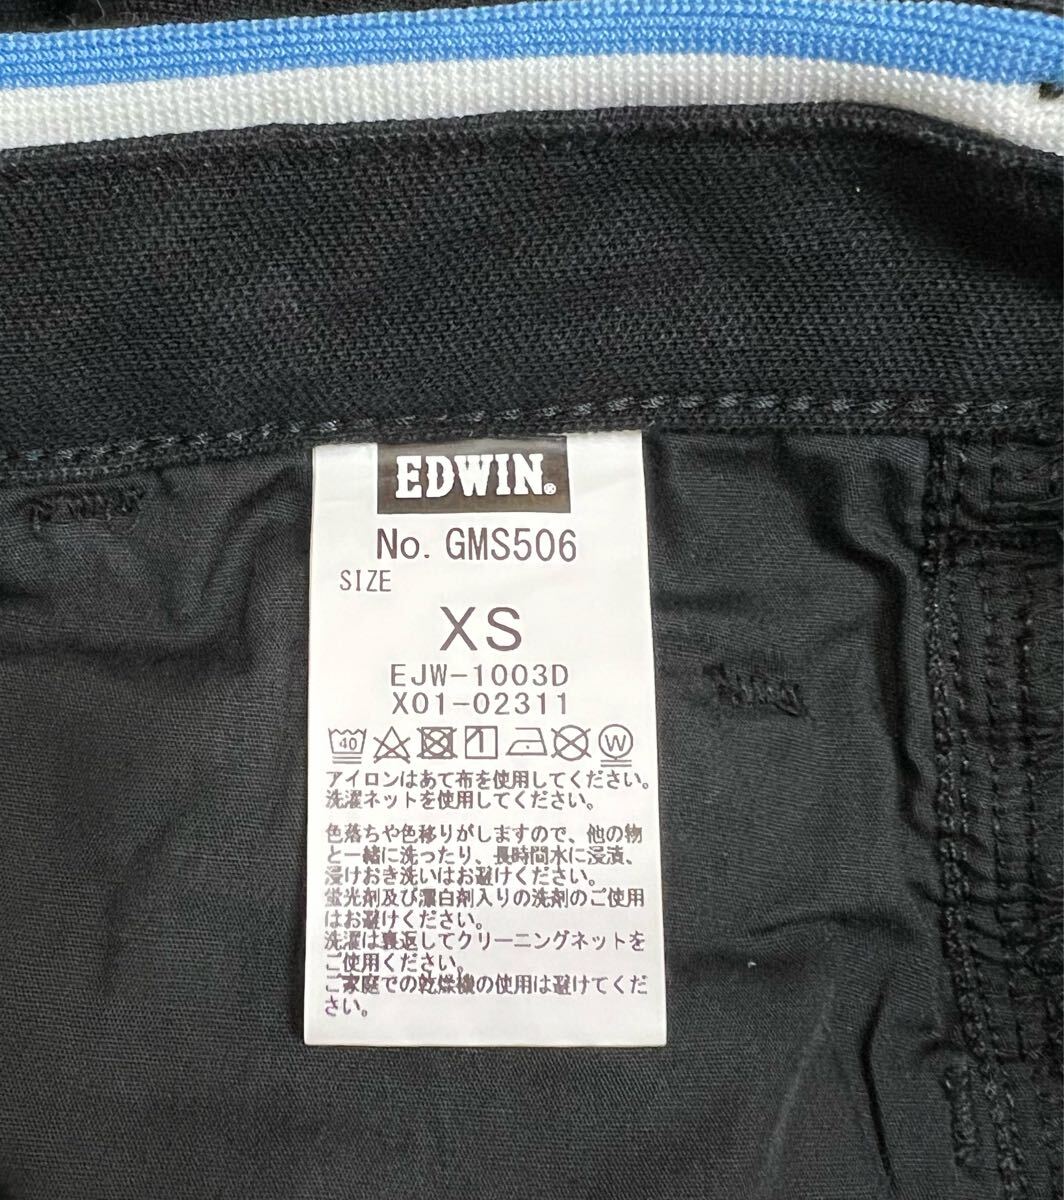 EDWIN®
No. GMS506
SIZE
XS
EJW-1003D
X01-02311
40 W
アイロンはあて布を使用してください。
洗濯ネットを使用してください。
色落ちや色移りがしますので、他の物
と一緒に洗ったり、長時間水に浸漬、
浸けおき洗いはお避けください。
蛍光剤及び漂白剤入りの洗剤のご使用
はお避けください。
洗濯は裏返してクリーニングネットを
ご使用ください。
ご家庭での乾燥機の使用は避けてくだ
さい。